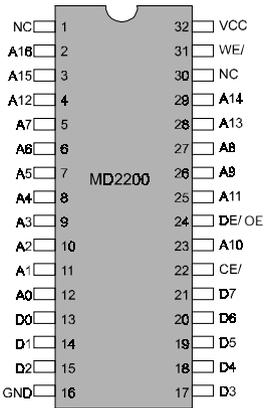 NC 1 32 VCC
A16 2 31 WE/
A15 3 30 NC
A12 4 29 A14
A7 5 28 A13
A6 6 27 A8
A5 7 26 A9
MD2200
A4 8 25 A11
A3 9 24 DE/ OE
A2 10 23 A10
A1 11 22 CE/
A0 12 21 D7
D0 13 20 D6
D1 14 19 D5
D2 15 18 D4
GND 16 17 D3